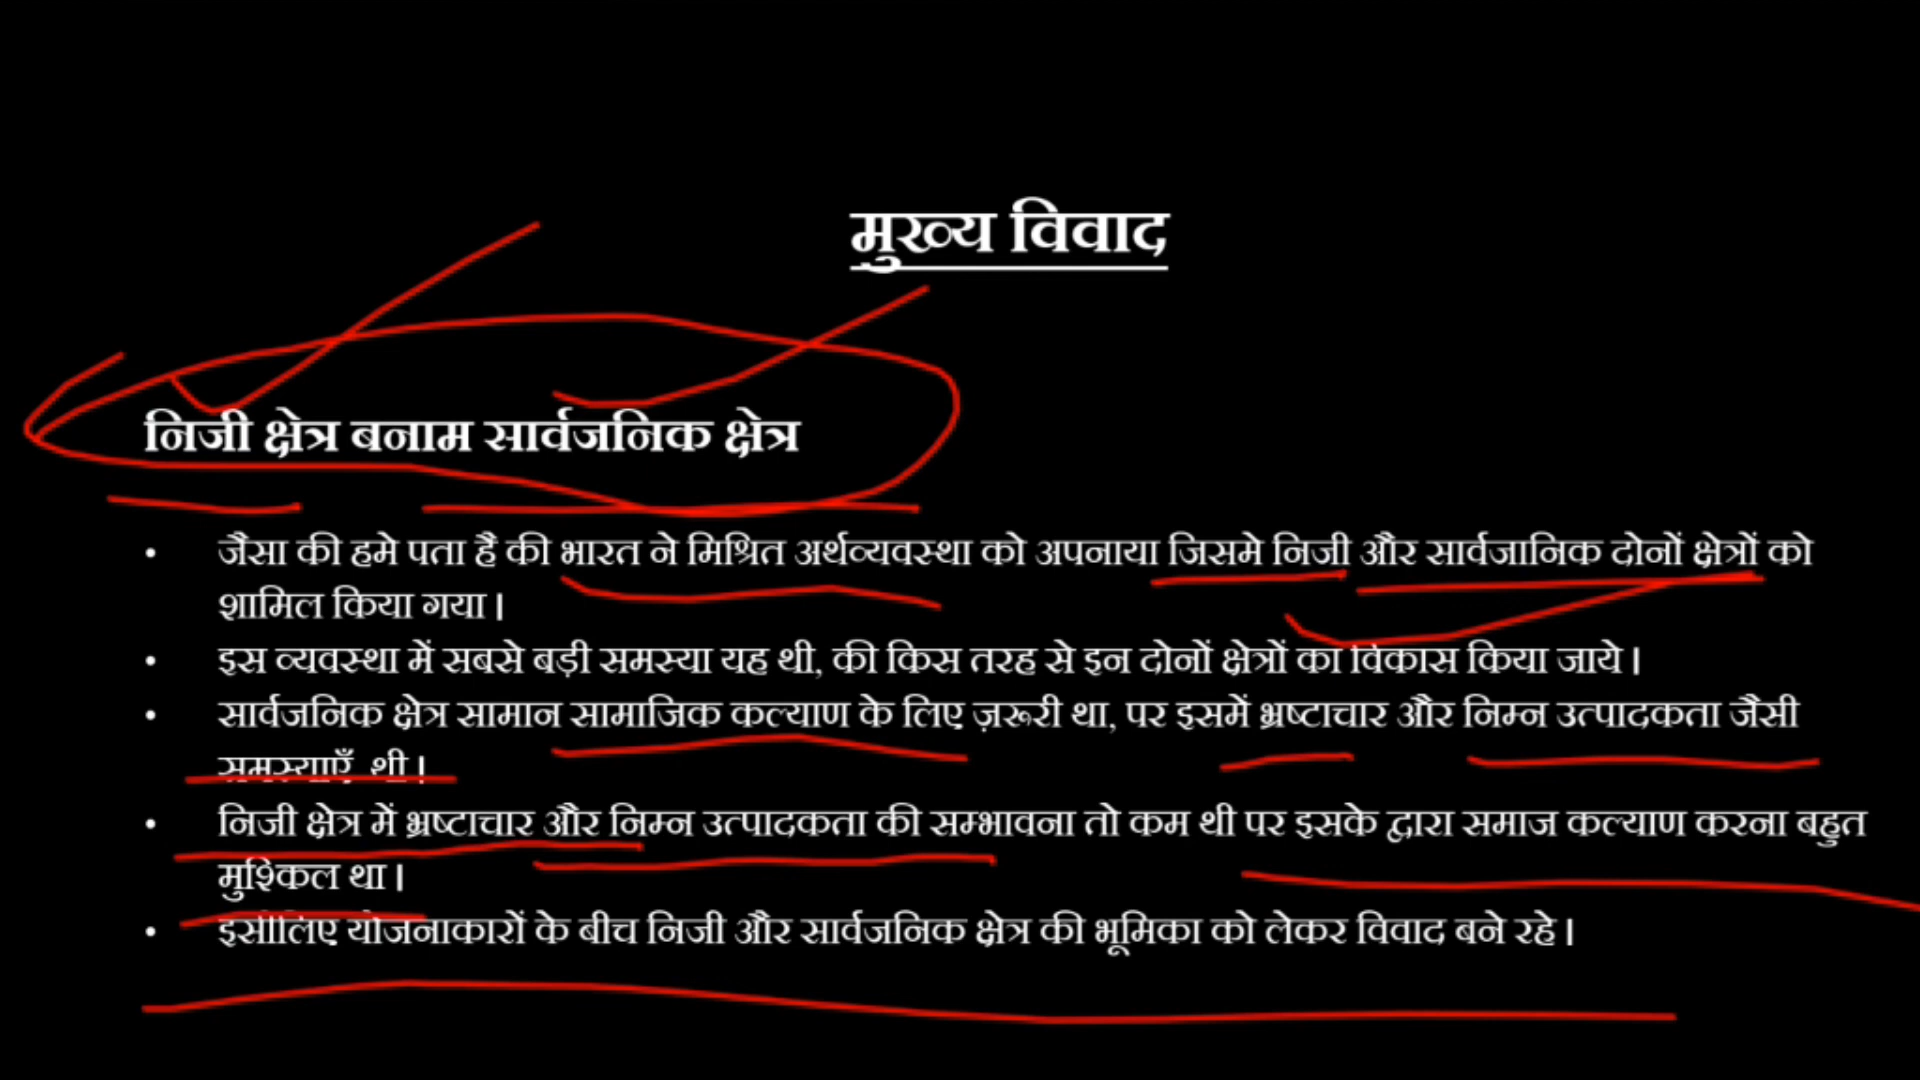 मुख्य विवाद
निजी क्षेत्र बनाम सार्वजनिक क्षेत्र
• जैसा की हमे पता है की भारत ने मिश्रित अर्थव्यवस्था को अपनाया जिसमे निजी और सार्वजानिक दोनों क्षेत्रों को
शामिल किया गया।
• इस व्यवस्था में सबसे बड़ी समस्या यह थी, की किस तरह से इन दोनों क्षेत्रों का विकास किया जाये।
• सार्वजनिक क्षेत्र सामान सामाजिक कल्याण के लिए ज़रूरी था, पर इसमें भ्रष्टाचार और निम्न उत्पादकता जैसी
समस्याएँ थी।
• निजी क्षेत्र में भ्रष्टाचार और निम्न उत्पादकता की सम्भावना तो कम थी पर इसके द्वारा समाज कल्याण करना बहुत
मुश्किल था।
• इसीलिए योजनाकारों के बीच निजी और सार्वजनिक क्षेत्र की भूमिका को लेकर विवाद बने रहे।